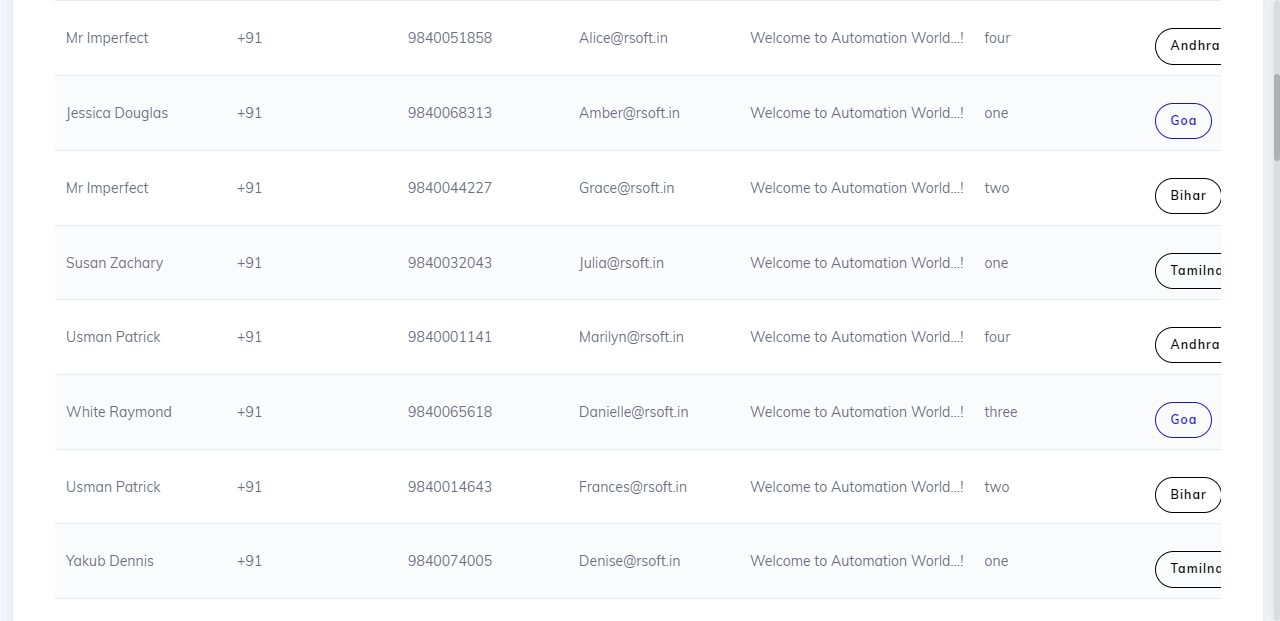 Mr Imperfect +91 9840051858 Alice@rsoft.in Welcome to Automation World...! four Andhra
Jessica Douglas +91 9840068313 Amber@rsoft.in Welcome to Automation World...! one Goa
Mr Imperfect +91 9840044227 Grace@rsoft.in Welcome to Automation World...! two Bihar
Susan Zachary +91 9840032043 Julia@rsoft.in Welcome to Automation World...! one Tamilna
Usman Patrick +91 9840001141 Marilyn@rsoft.in Welcome to Automation World...! four Andhra
White Raymond +91 9840065618 Danielle@rsoft.in Welcome to Automation World...! three Goa
Usman Patrick +91 9840014643 Frances@rsoft.in Welcome to Automation World...! two Bihar
Yakub Dennis +91 9840074005 Denise@rsoft.in Welcome to Automation World...! one Tamilna